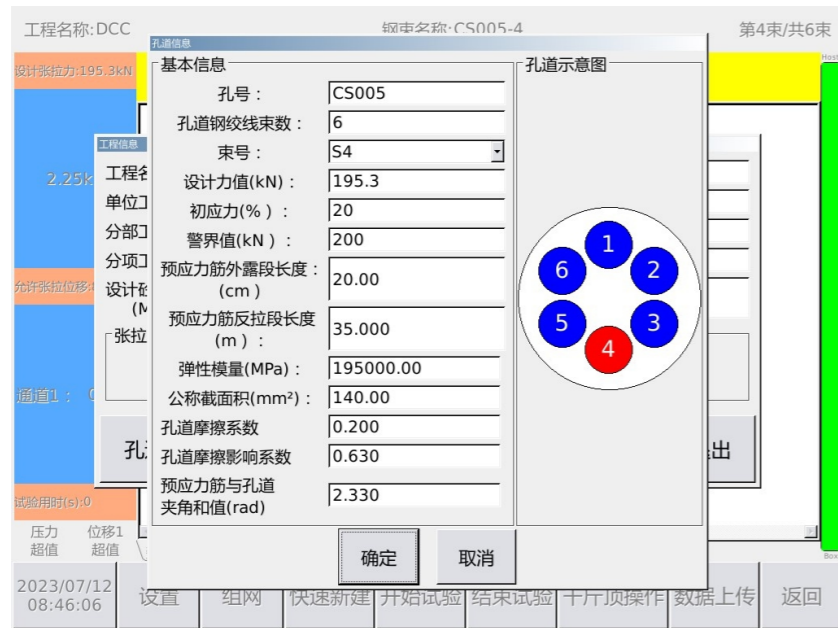 工程名称:DCC
钢束名称:CS005-4
第4束/共6束
孔道信息
Host
设计张拉力:195.3kN
基本信息
孔号：
CS005
孔道钢绞线束数：
6
束号：
S4
设计力值(kN)：
195.3
初应力(%)：
20
警界值(kN)：
200
预应力筋外露段长度：
(cm)
20.00
预应力筋反拉段长度
(m)：
35.000
弹性模量(MPa)：
195000.00
公称截面积(mm²)：
140.00
孔道摩擦系数
0.200
孔道摩擦影响系数
0.630
预应力筋与孔道
夹角和值(rad)
2.330
孔道示意图
1
2
3
4
5
6
确定
取消
工程信息
工程名
单位工
分部工
分项工
(M
张拉
2.25k
允许张拉位移:
通道1：
试验用时(s):0
压力
超值
位移1
超值
出
Box
2023/07/12
08:46:06
设置
组网
快速新建
开始试验
结束试验
千斤顶操作
数据上传
返回